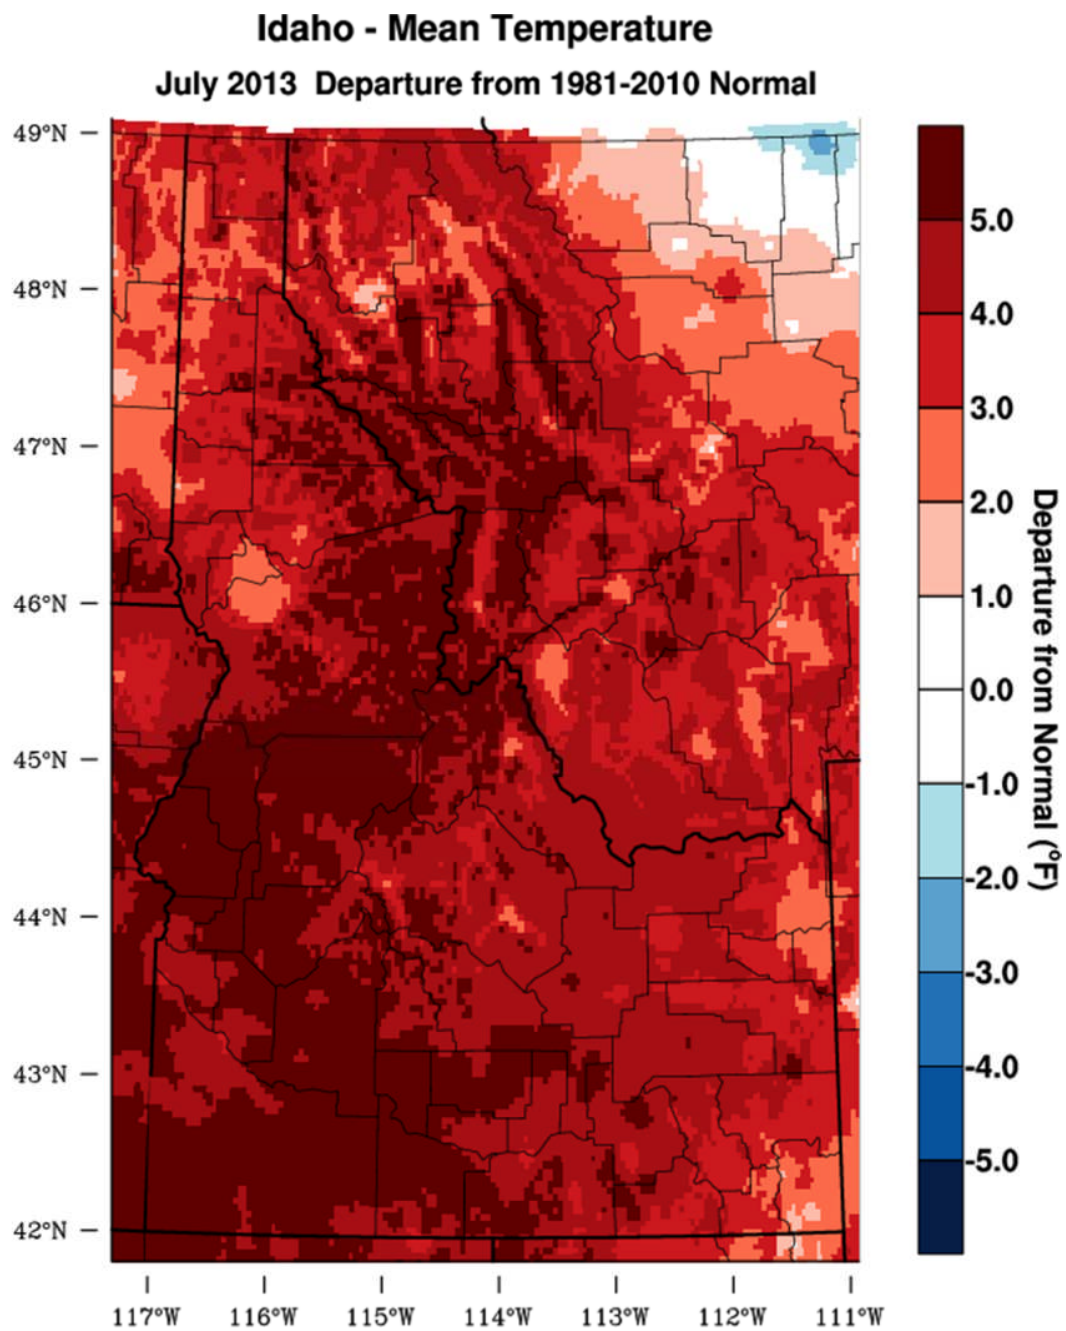 Idaho - Mean Temperature
July 2013  Departure from 1981-2010 Normal
49°N
48°N
47°N
46°N
45°N
44°N
43°N
42°N
117°W
116°W
115°W
114°W
113°W
112°W
111°W
5.0
4.0
3.0
2.0
1.0
0.0
-1.0
-2.0
-3.0
-4.0
-5.0
Departure from Normal (°F)